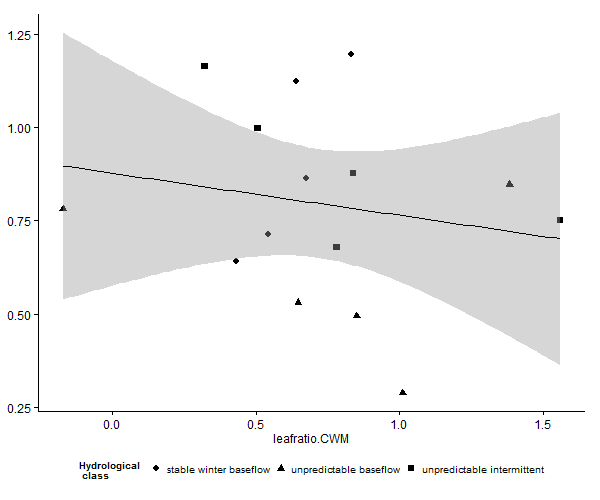 1.25
1.00
0.75
0.50
0.25
0.0 0.5 1.0 1.5
leafratio.CWM
Hydrological
class
stable winter baseflow unpredictable baseflow unpredictable intermittent